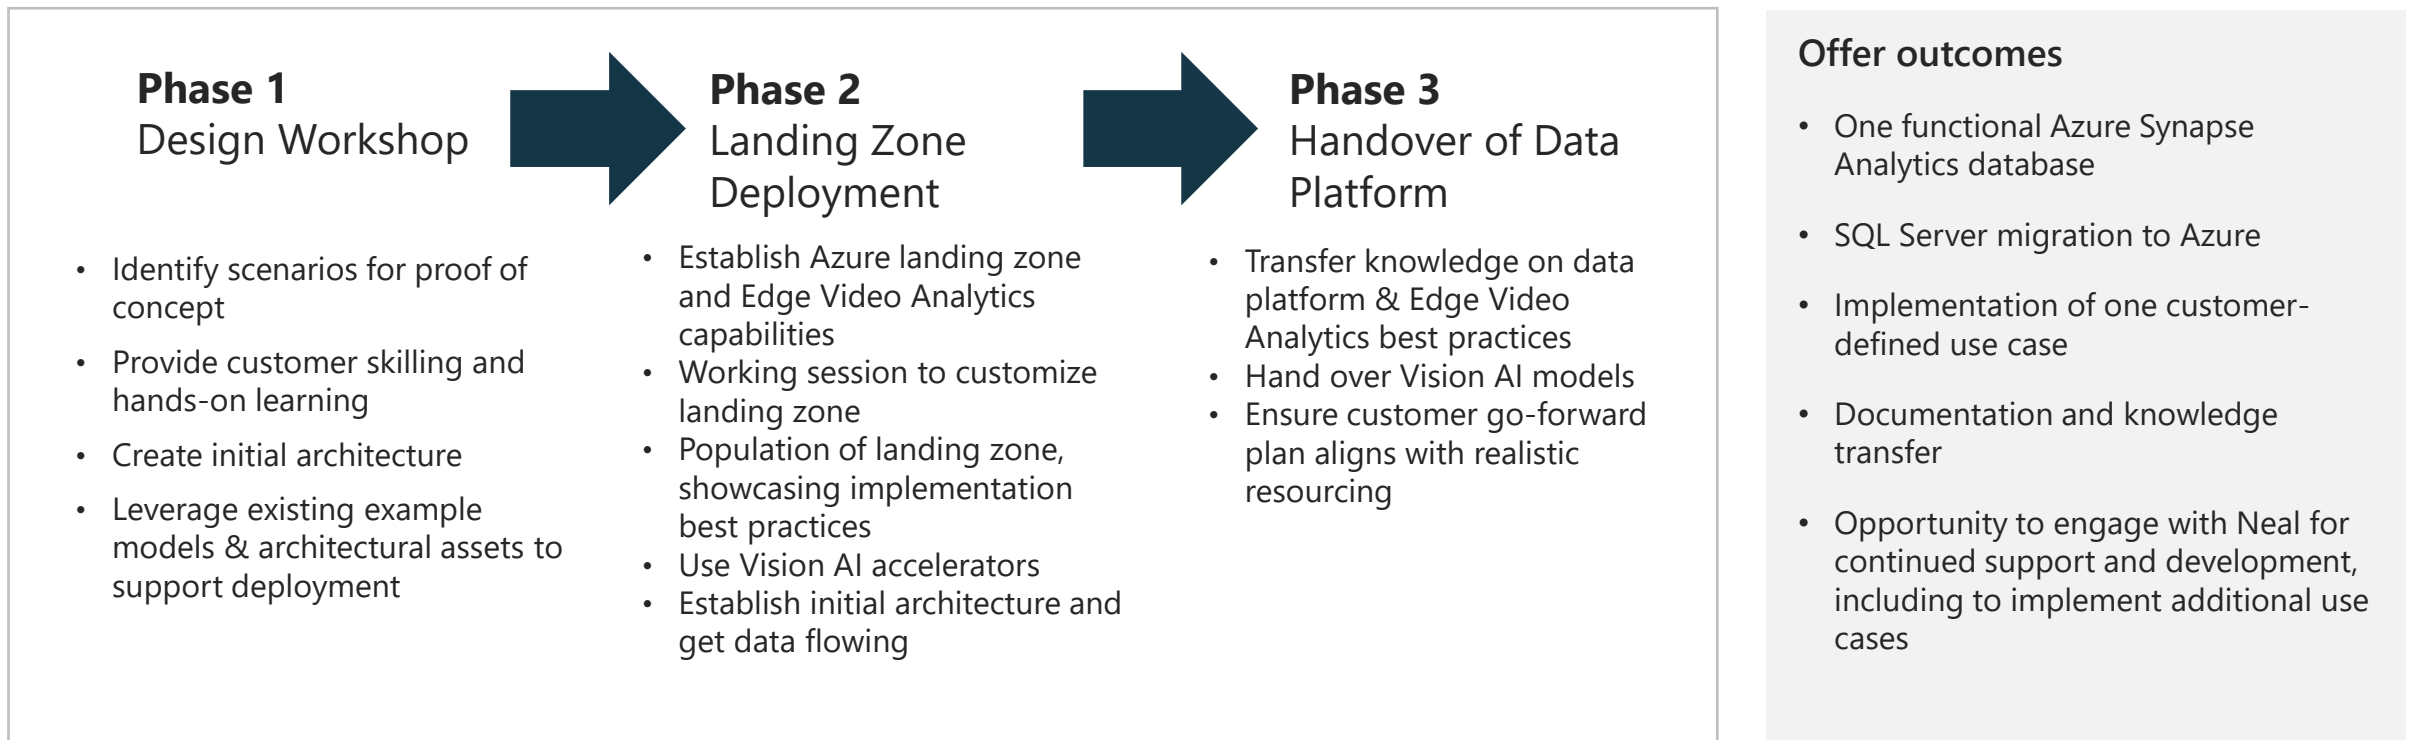 Phase 1
Design Workshop
• Identify scenarios for proof of
concept
• Provide customer skilling and
hands-on learning
• Create initial architecture
• Leverage existing example
models & architectural assets to
support deployment
Phase 2
Landing Zone
Deployment
• Establish Azure landing zone
and Edge Video Analytics
capabilities
• Working session to customize
landing zone
• Population of landing zone,
showcasing implementation
best practices
• Use Vision AI accelerators
• Establish initial architecture and
get data flowing
Phase 3
Handover of Data
Platform
• Transfer knowledge on data
platform & Edge Video
Analytics best practices
• Hand over Vision AI models
• Ensure customer go-forward
plan aligns with realistic
resourcing
Offer outcomes
• One functional Azure Synapse
Analytics database
• SQL Server migration to Azure
• Implementation of one customer-
defined use case
• Documentation and knowledge
transfer
• Opportunity to engage with Neal for
continued support and development,
including to implement additional use
cases